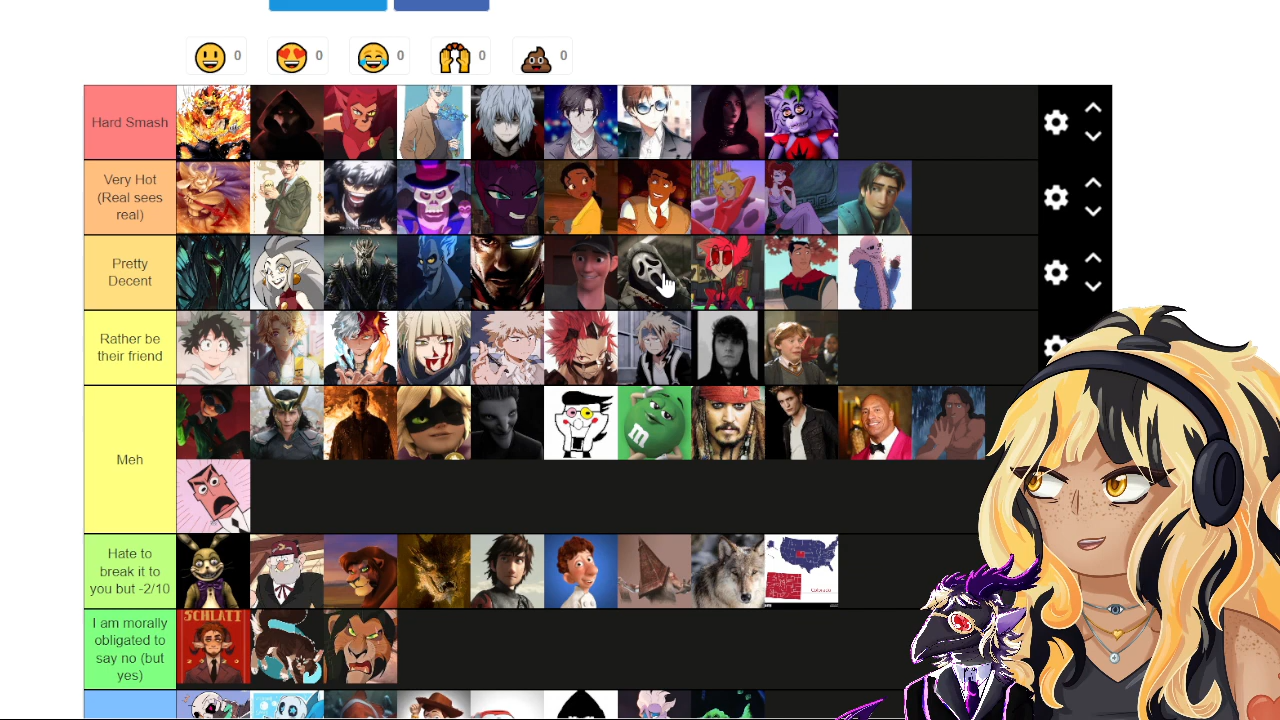 0
0
0
0
0
Hard Smash
Very Hot
(Real sees
real)
Pretty
Decent
Rather be
their friend
Meh
m
Hate to
break it to
you but -2/10
COLORADO
I am morally
obligated to
say no (but
yes)
SCHLATT